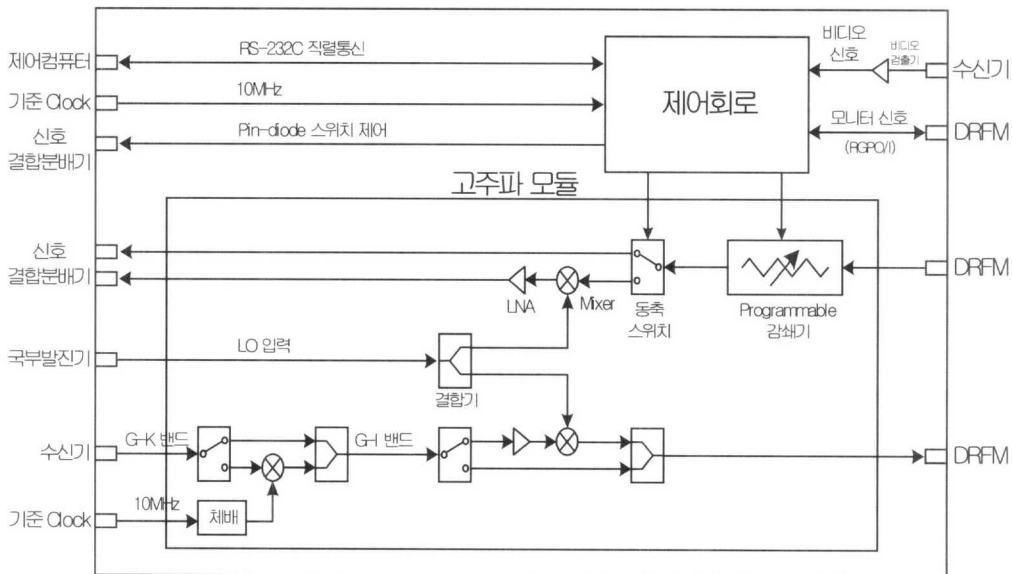 제어컴퓨터
RS-232C 직렬통신
기준 Clock
10MHz
신호
결합분배기
Pin-diode 스위치 제어
제어회로
비디오
신호
비디오
검출기
수신기
모니터 신호
(RGPO/I)
DRFM
고주파 모듈
신호
결합분배기
LNA
Mixer
동축
스위치
Programmable
감쇄기
DRFM
국부발진기
LO 입력
결합기
수신기
G-K 밴드
G-I 밴드
DRFM
기준 Clock
10MHz
체배